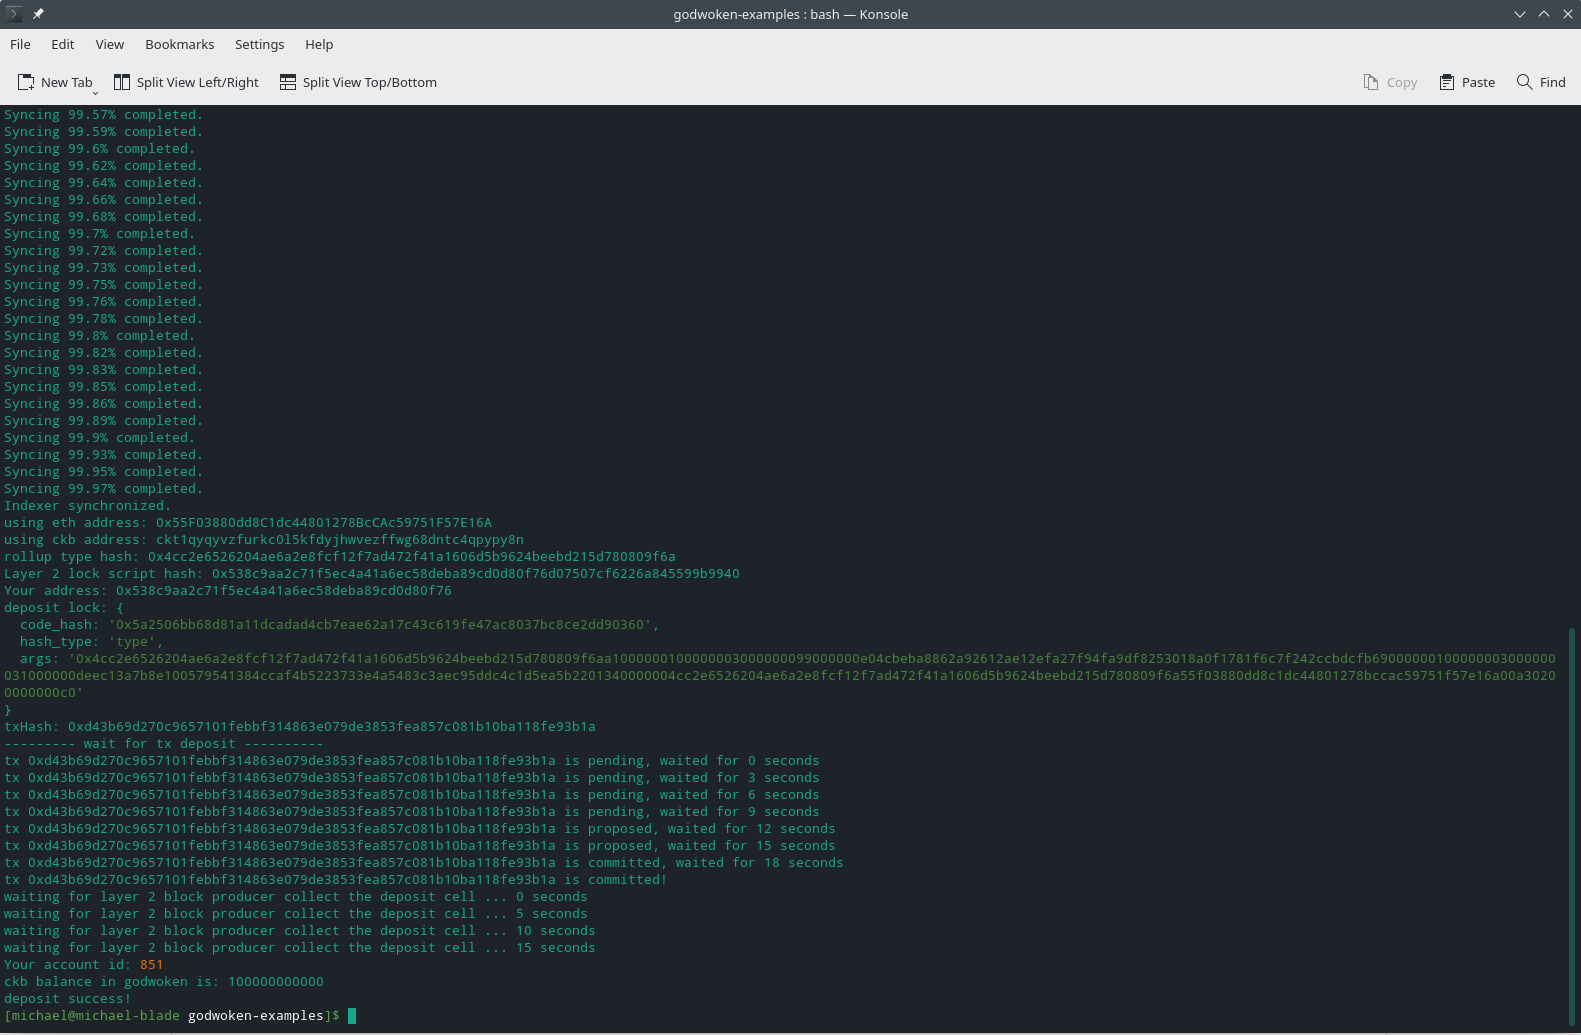 godwoken-examples : bash — Konsole
File Edit View Bookmarks Settings Help
New Tab Split View Left/Right Split View Top/Bottom Copy Paste Find
Syncing 99.57% completed.
Syncing 99.59% completed.
Syncing 99.6% completed.
Syncing 99.62% completed.
Syncing 99.64% completed.
Syncing 99.66% completed.
Syncing 99.68% completed.
Syncing 99.7% completed.
Syncing 99.72% completed.
Syncing 99.73% completed.
Syncing 99.75% completed.
Syncing 99.76% completed.
Syncing 99.78% completed.
Syncing 99.8% completed.
Syncing 99.82% completed.
Syncing 99.83% completed.
Syncing 99.85% completed.
Syncing 99.86% completed.
Syncing 99.89% completed.
Syncing 99.9% completed.
Syncing 99.93% completed.
Syncing 99.95% completed.
Syncing 99.97% completed.
Indexer synchronized.
using eth address: 0x55F03880dd8C1dc44801278BcCAc59751F57E16A
using ckb address: ckt1qyqyvzfurkc0l5kfdyjhwvezffwg68dntc4qpypy8n
rollup type hash: 0x4cc2e6526204ae6a2e8fcf12f7ad472f41a1606d5b9624beebd215d780809f6a
Layer 2 lock script hash: 0x538c9aa2c71f5ec4a41a6ec58deba89cd0d80f76d07507cf6226a845599b9940
Your address: 0x538c9aa2c71f5ec4a41a6ec58deba89cd0d80f76
deposit lock: {
  code_hash: '0x5a2506bb68d81a11dcadad4cb7eae62a17c43c619fe47ac8037bc8ce2dd90360',
  hash_type: 'type',
  args: '0x4cc2e6526204ae6a2e8fcf12f7ad472f41a1606d5b9624beebd215d780809f6aa10000001000000030000000099000000e04cbeba8862a92612ae12efa27f94fa9df8253018a0f1781f6c7f242ccbdcfb690000000100000003000000
031000000deec13a7b8e100579541384ccaf4b5223733e4a5483c3aec95ddc4c1d5ea5b2201340000004cc2e6526204ae6a2e8fcf12f7ad472f41a1606d5b9624beebd215d780809f6a55f03880dd8c1dc44801278bccac59751f57e16a00a3020
0000000c0'
}
txHash: 0xd43b69d270c9657101febbf314863e079de3853fea857c081b10ba118fe93b1a
--------- wait for tx deposit ----------
tx 0xd43b69d270c9657101febbf314863e079de3853fea857c081b10ba118fe93b1a is pending, waited for 0 seconds
tx 0xd43b69d270c9657101febbf314863e079de3853fea857c081b10ba118fe93b1a is pending, waited for 3 seconds
tx 0xd43b69d270c9657101febbf314863e079de3853fea857c081b10ba118fe93b1a is pending, waited for 6 seconds
tx 0xd43b69d270c9657101febbf314863e079de3853fea857c081b10ba118fe93b1a is pending, waited for 9 seconds
tx 0xd43b69d270c9657101febbf314863e079de3853fea857c081b10ba118fe93b1a is proposed, waited for 12 seconds
tx 0xd43b69d270c9657101febbf314863e079de3853fea857c081b10ba118fe93b1a is proposed, waited for 15 seconds
tx 0xd43b69d270c9657101febbf314863e079de3853fea857c081b10ba118fe93b1a is committed, waited for 18 seconds
tx 0xd43b69d270c9657101febbf314863e079de3853fea857c081b10ba118fe93b1a is committed!
waiting for layer 2 block producer collect the deposit cell ... 0 seconds
waiting for layer 2 block producer collect the deposit cell ... 5 seconds
waiting for layer 2 block producer collect the deposit cell ... 10 seconds
waiting for layer 2 block producer collect the deposit cell ... 15 seconds
Your account id: 851
ckb balance in godwoken is: 100000000000
deposit success!
[michael@michael-blade godwoken-examples]$